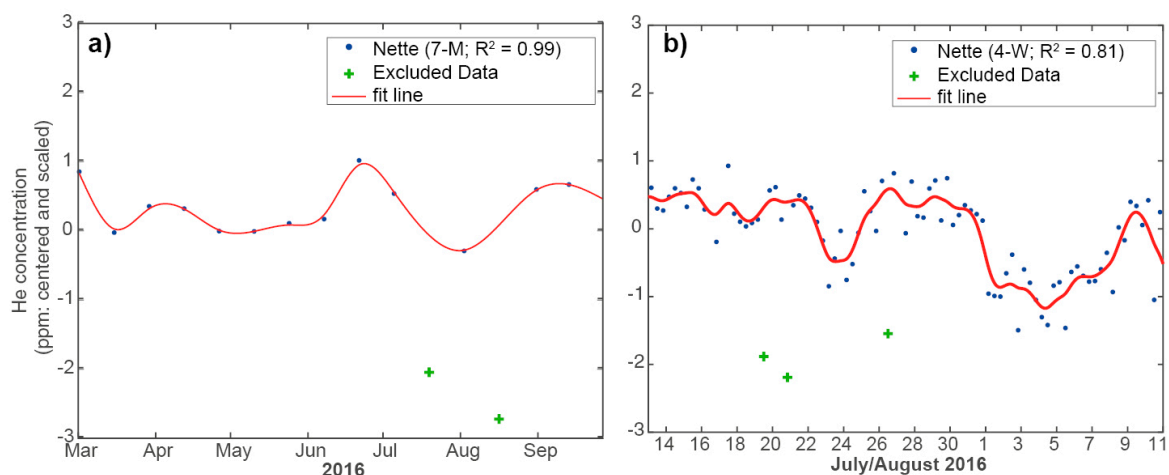 a)
Nette (7-M; R² = 0.99)
Excluded Data
fit line
He concentration
(ppm: centered and scaled)
3
2
1
0
-1
-2
-3
Mar Apr May Jun Jul Aug Sep
2016
b)
Nette (4-W; R² = 0.81)
Excluded Data
fit line
3
2
1
0
-1
-2
-3
14 16 18 20 22 24 26 28 30 1 3 5 7 9 11
July/August 2016